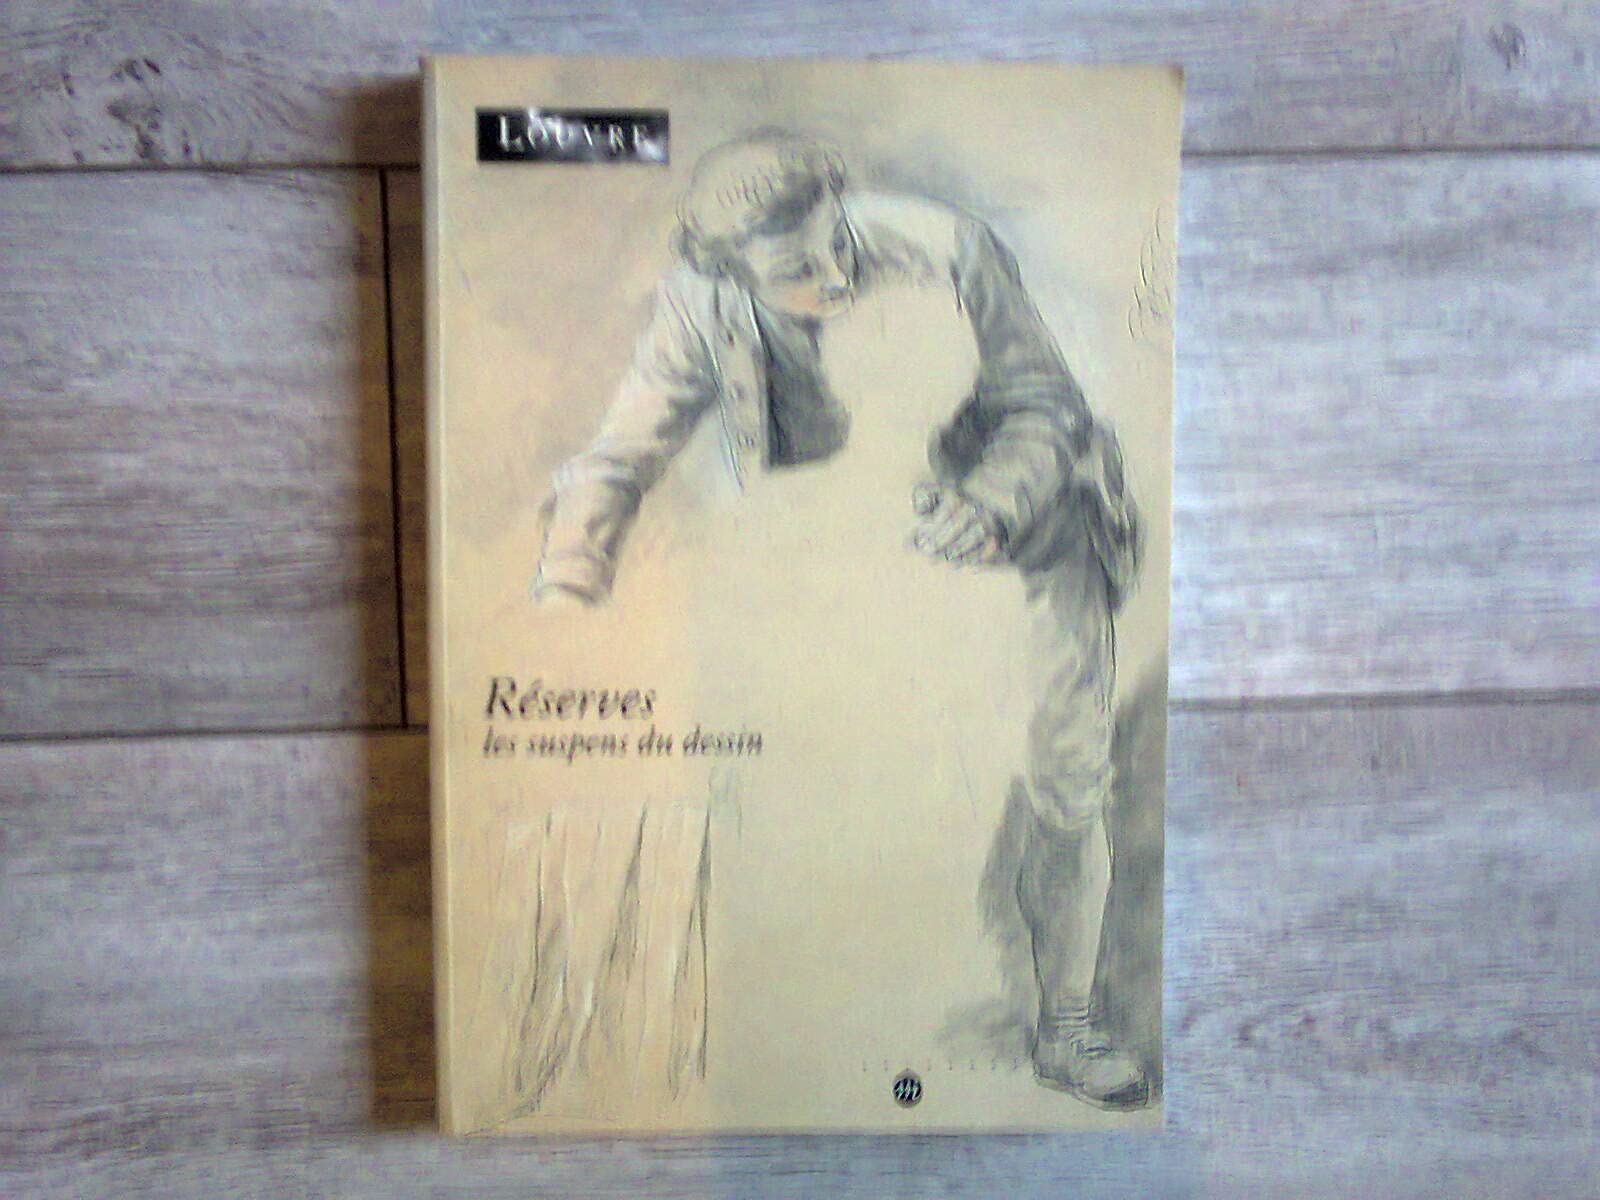 LOUVRE
Réserves
les suspens du dessin